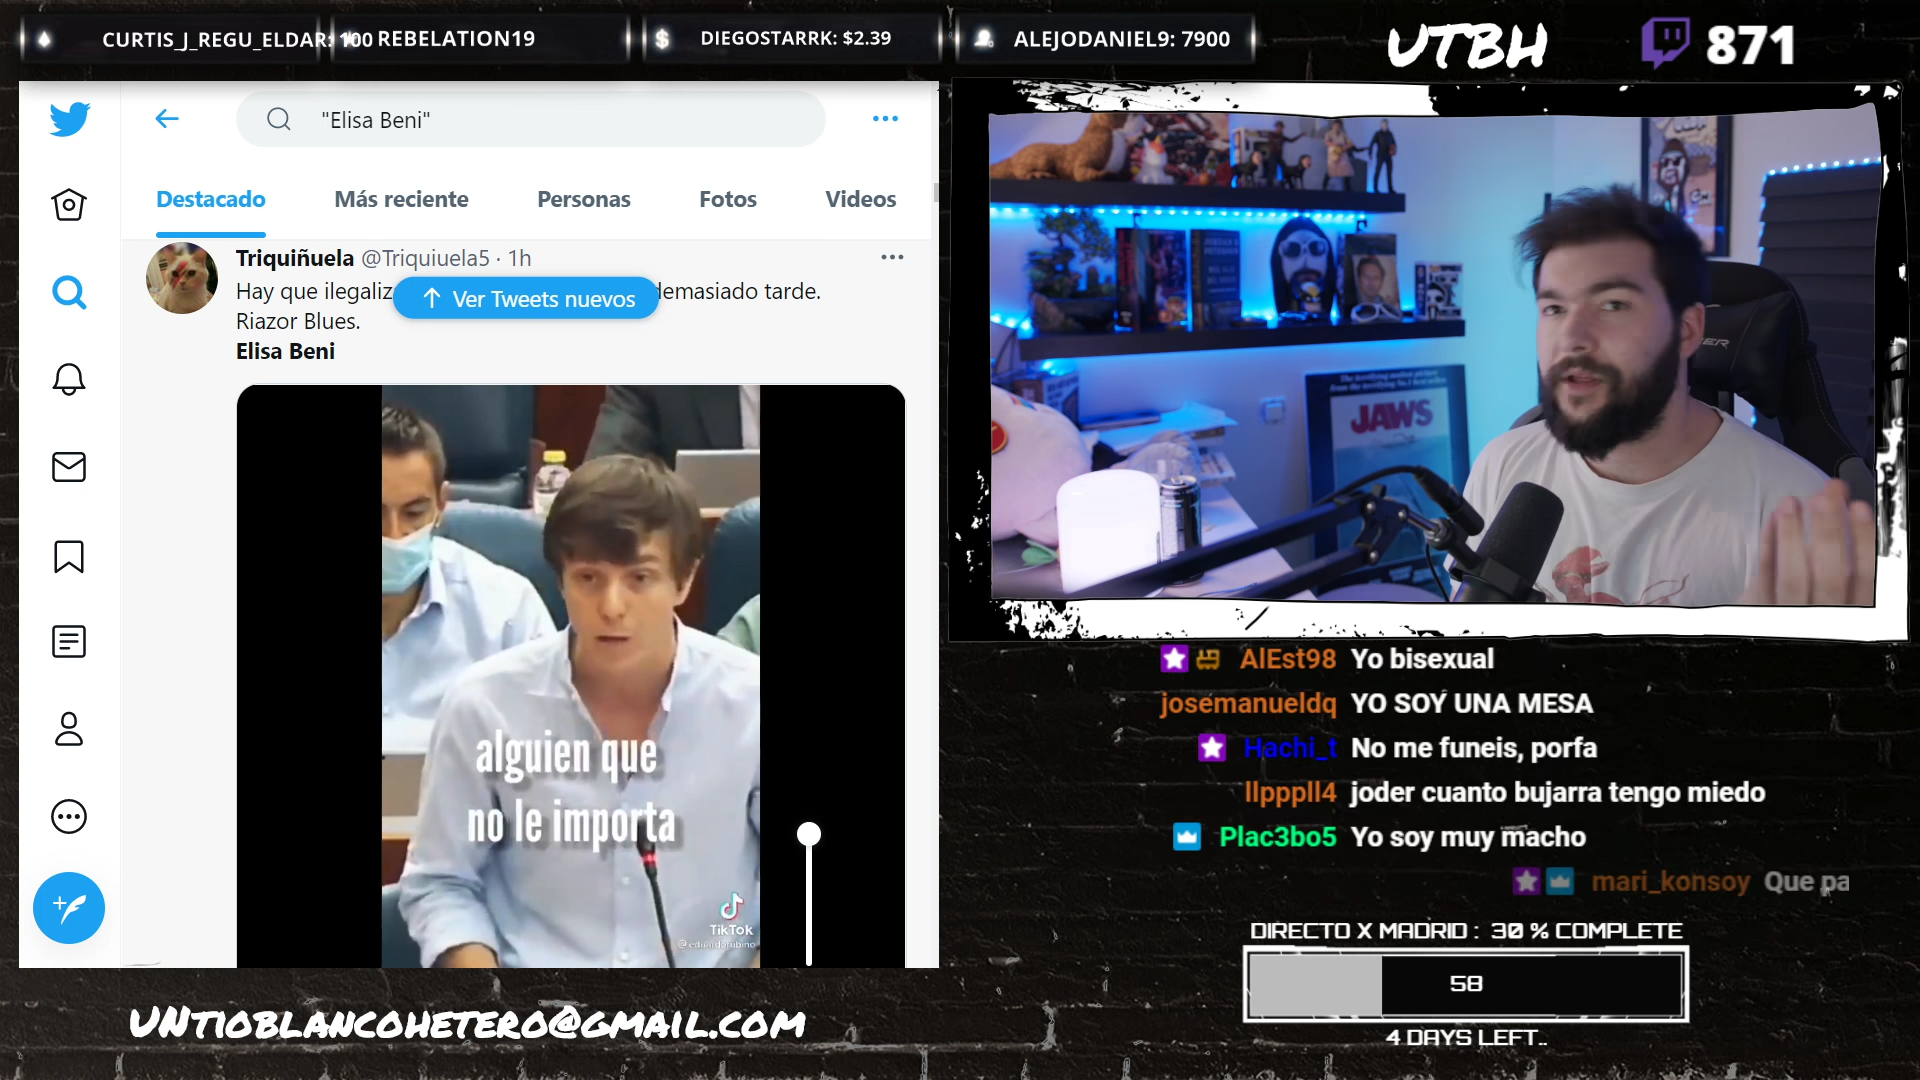 CURTIS_J_REGU_ELDAR: 100
REBELATION19
DIEGOSTARRK: $2.39
ALEJODANIEL9: 7900
UTBH
871
"Elisa Beni"
Destacado
Más reciente
Personas
Fotos
Videos
Triquiñuela @Triquiuela5 · 1h
Hay que ilegaliz
Ver Tweets nuevos
demasiado tarde.
Riazor Blues.
Elisa Beni
alguien que
no le importa
TikTok
@eduardofrubino
JAWS
AlEst98 Yo bisexual
josemanueldq YO SOY UNA MESA
Hachi_t No me funeis, porfa
llpppll4 joder cuanto bujarra tengo miedo
Plac3bo5 Yo soy muy macho
mari_konsoy Que pa
DIRECTO X MADRID : 30 % COMPLETE
58
4 DAYS LEFT..
UNTIOBLANCOHETERO@GMAIL.COM